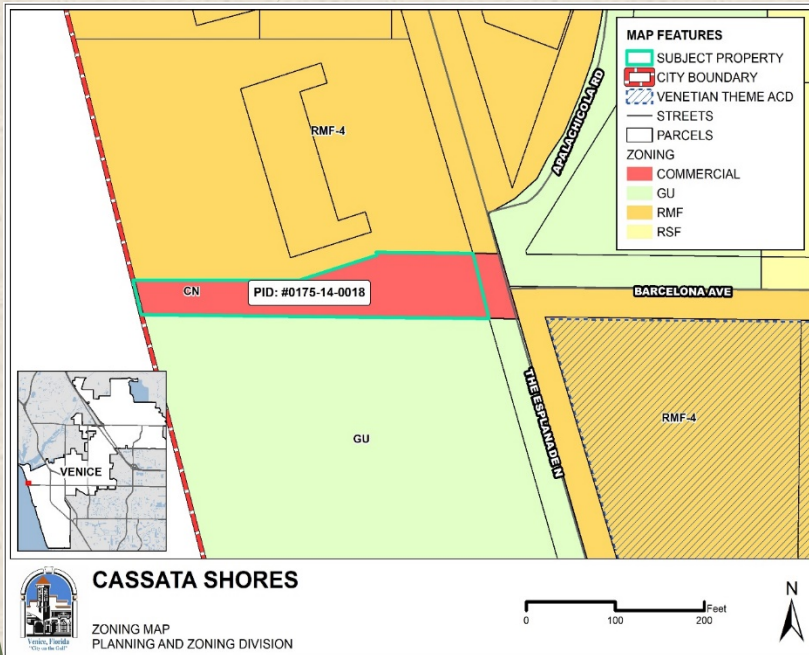 MAP FEATURES
SUBJECT PROPERTY
CITY BOUNDARY
VENETIAN THEME ACD
STREETS
PARCELS
ZONING
COMMERCIAL
GU
RMF
RSF
RMF-4
APALACHICOLA RD
CN
PID: #0175-14-0018
BARCELONA AVE
THE ESPLANADE N
RMF-4
GU
VENICE
CASSATA SHORES
ZONING MAP
PLANNING AND ZONING DIVISION
Venice, Florida
"City on the Gulf"
Feet
0 100 200
N